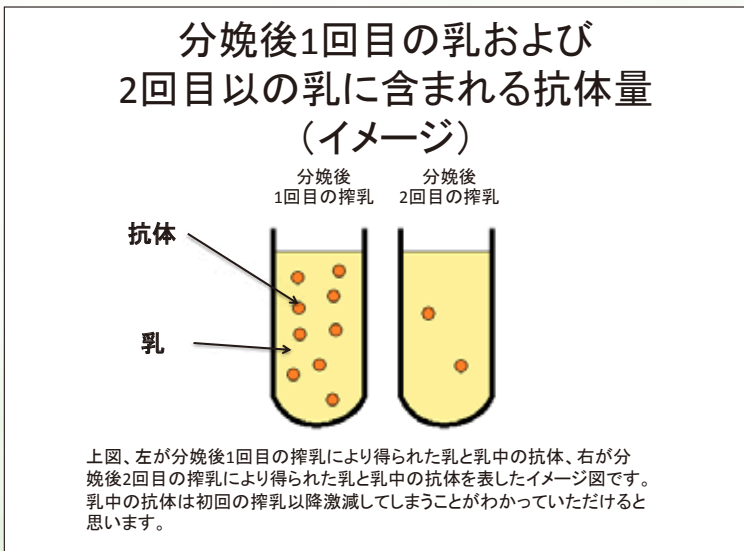 分娩後1回目の乳および
2回目以の乳に含まれる抗体量
（イメージ）
分娩後
1回目の搾乳
分娩後
2回目の搾乳
抗体
乳
上図、左が分娩後1回目の搾乳により得られた乳と乳中の抗体、右が分
娩後2回目の搾乳により得られた乳と乳中の抗体を表したイメージ図です。
乳中の抗体は初回の搾乳以降激減してしまうことがわかっていただけると
思います。